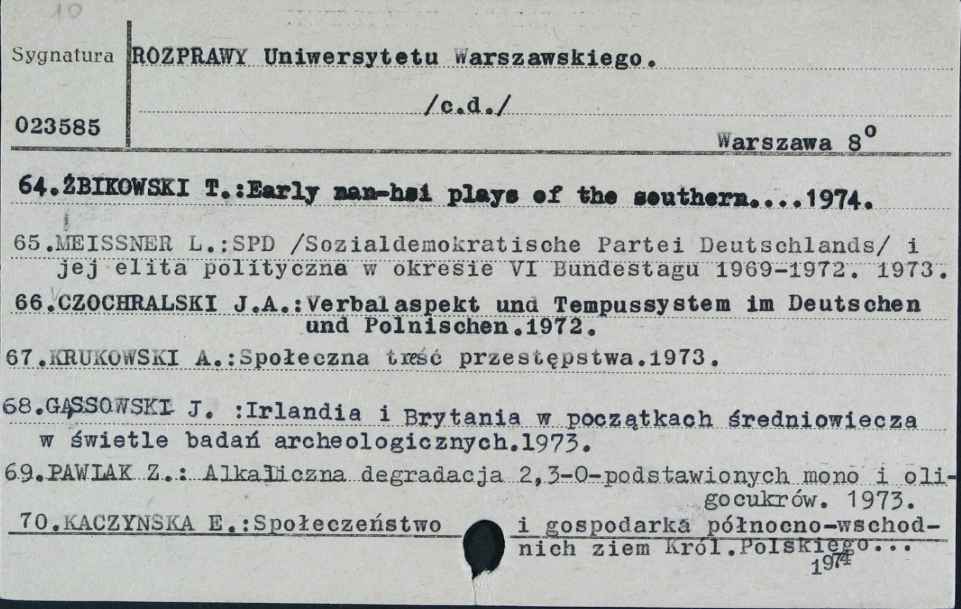 10
Sygnatura
ROZPRAWY Uniwersytetu Warszawskiego.
/c.d./
023585
Warszawa 8°
64.ŻBIKOWSKI T.:Early nan-hsi plays of the southern....1974.
65.MEISSNER L.:SPD /Sozialdemokratische Partei Deutschlands/ i
jej elita polityczna w okresie VI Bundestagu 1969-1972. 1973.
66.CZOCHRALSKI J.A.:Verbalaspekt und Tempussystem im Deutschen
und Polnischen.1972.
67.KRUKOWSKI A.:Społeczna treść przestępstwa.1973.
68.GĄSSOWSKI J. :Irlandia i Brytania w początkach średniowiecza
w świetle badań archeologicznych.1973.
69.PAWIAK Z.: Alkaliczna degradacja 2,3-O-podstawionych mono i oli-
gocukrów. 1973.
70.KACZYNSKA E.:Społeczeństwo i gospodarka północno-wschod-
nich ziem Król.Polskiego...
1974